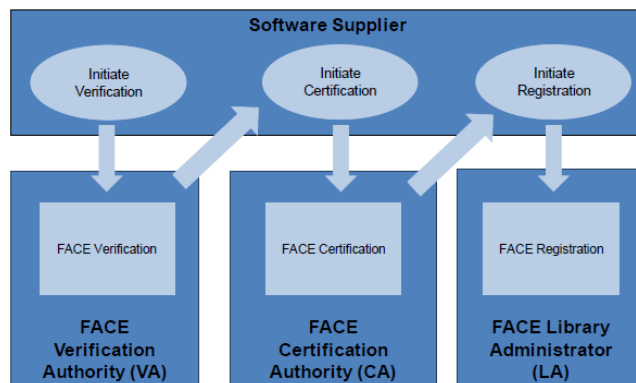 Software Supplier
Initiate
Verification
Initiate
Certification
Initiate
Registration
FACE Verification
FACE Certification
FACE Registration
FACE
Verification
Authority (VA)
FACE
Certification
Authority (CA)
FACE Library
Administrator
(LA)